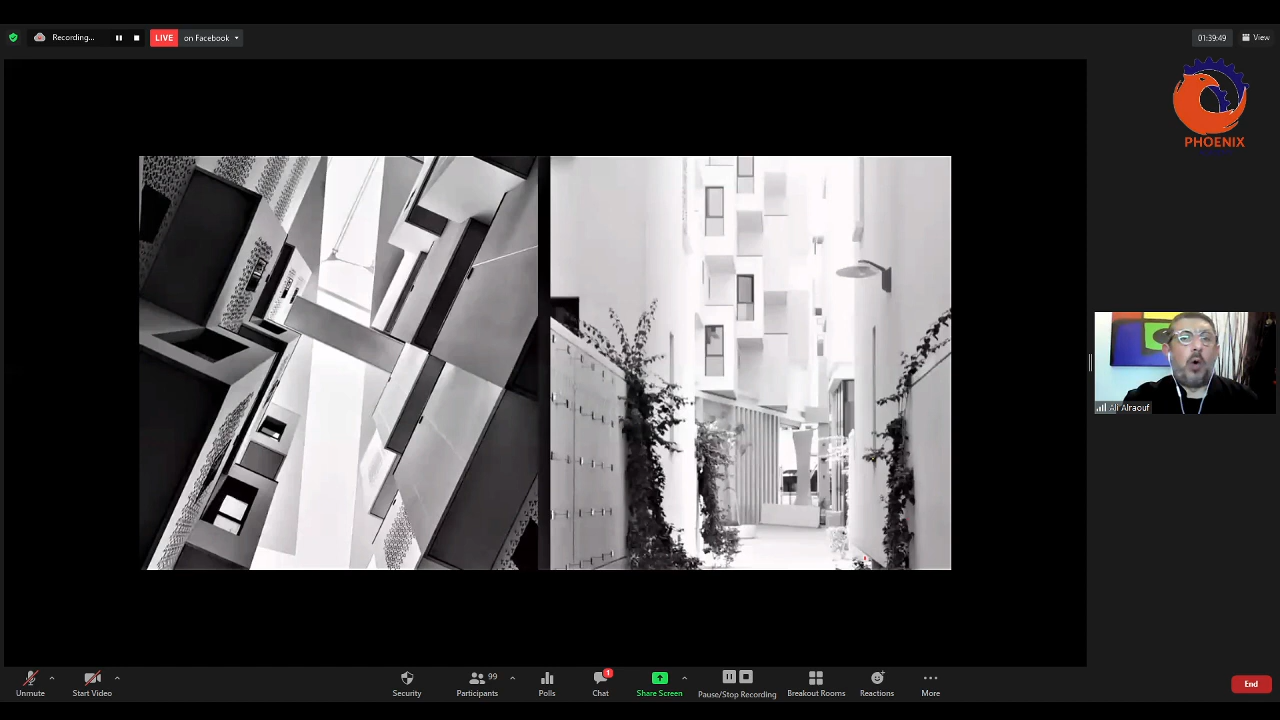 Recording...
LIVE on Facebook
01:39:49
View
PHOENIX
Ali Alraouf
Unmute
Start Video
Security
Participants 99
Polls
Chat 1
Share Screen
Pause/Stop Recording
Breakout Rooms
Reactions
More
End